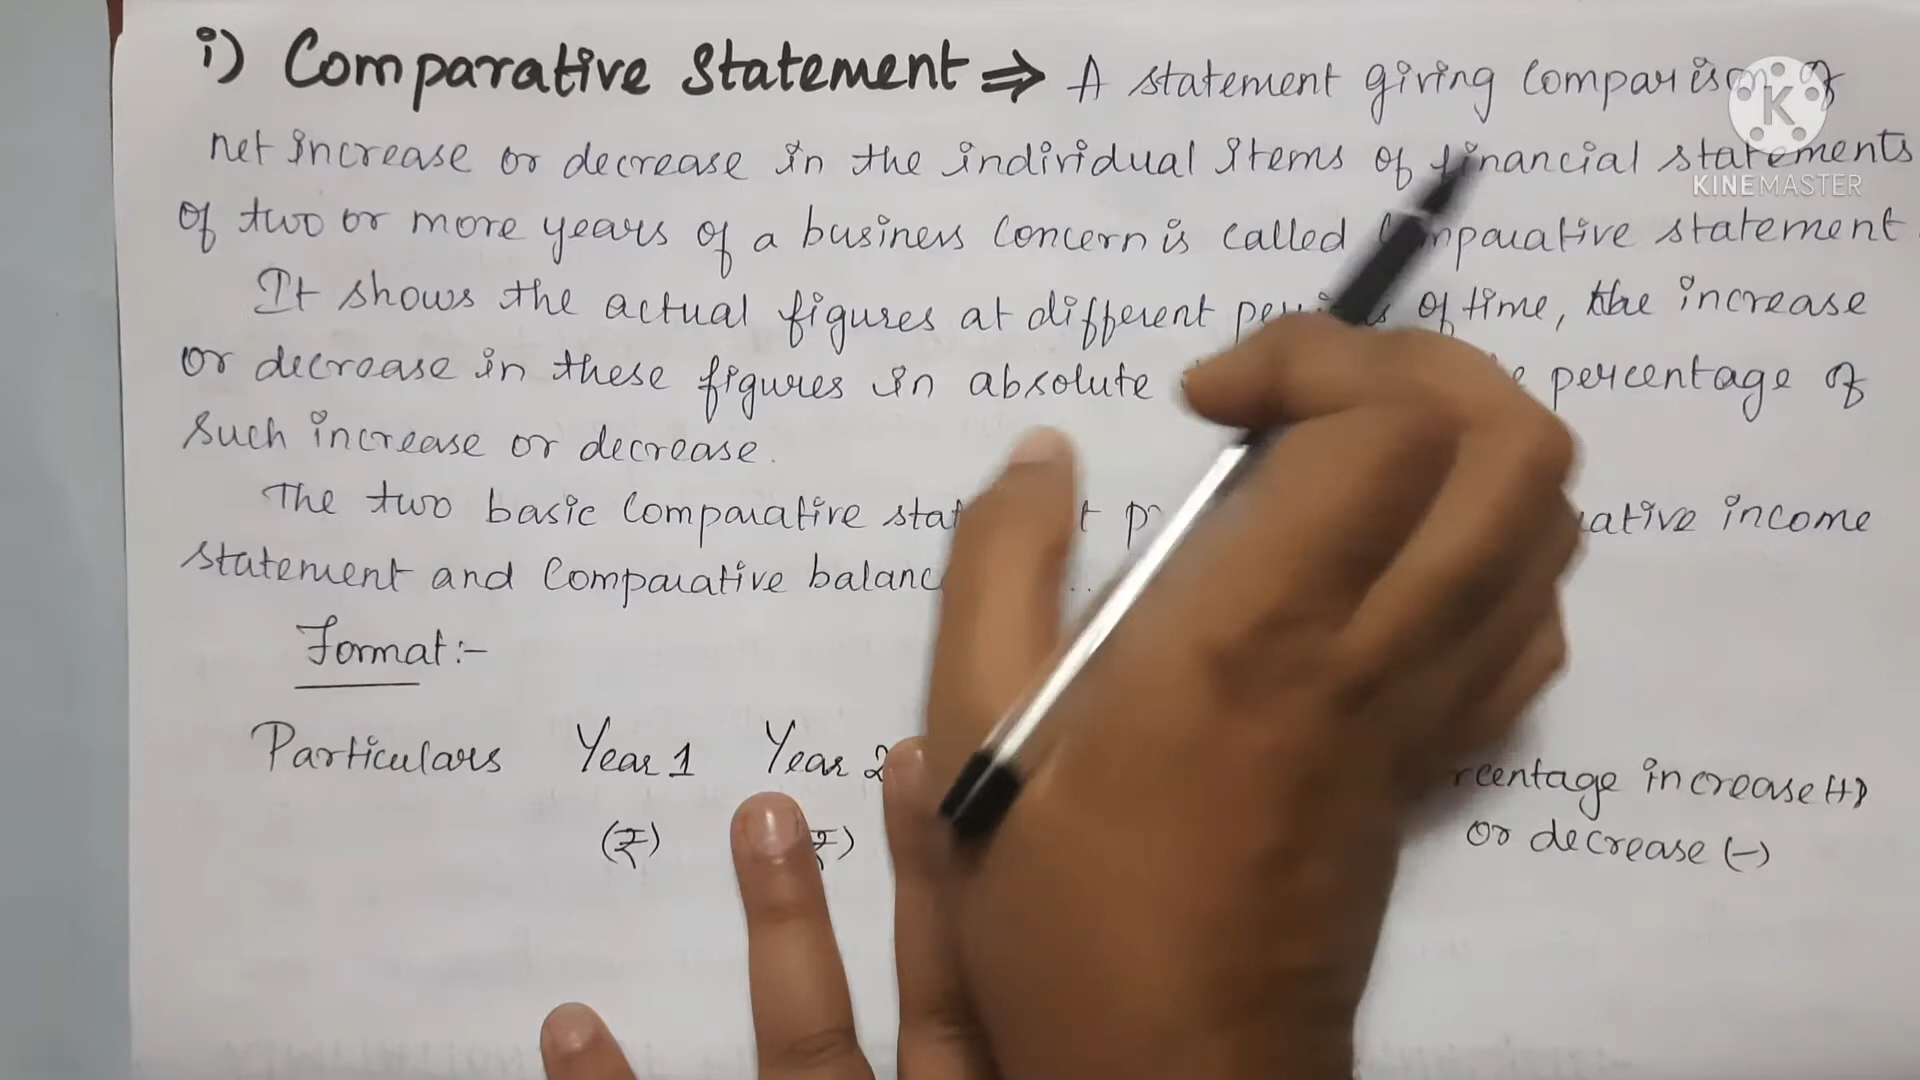 i) Comparative Statement ⇒ A statement giving comparison of
net increase or decrease in the individual items of financial statements
of two or more years of a business concern is called comparative statement.
It shows the actual figures at different periods of time, the increase
or decrease in these figures in absolute percentage of
such increase or decrease.
The two basic comparative income
statement and comparative
Format:-
Particulars Year 1 Year 2 increase (+)
(₹) (₹) or decrease (-)
K
KINEMASTER